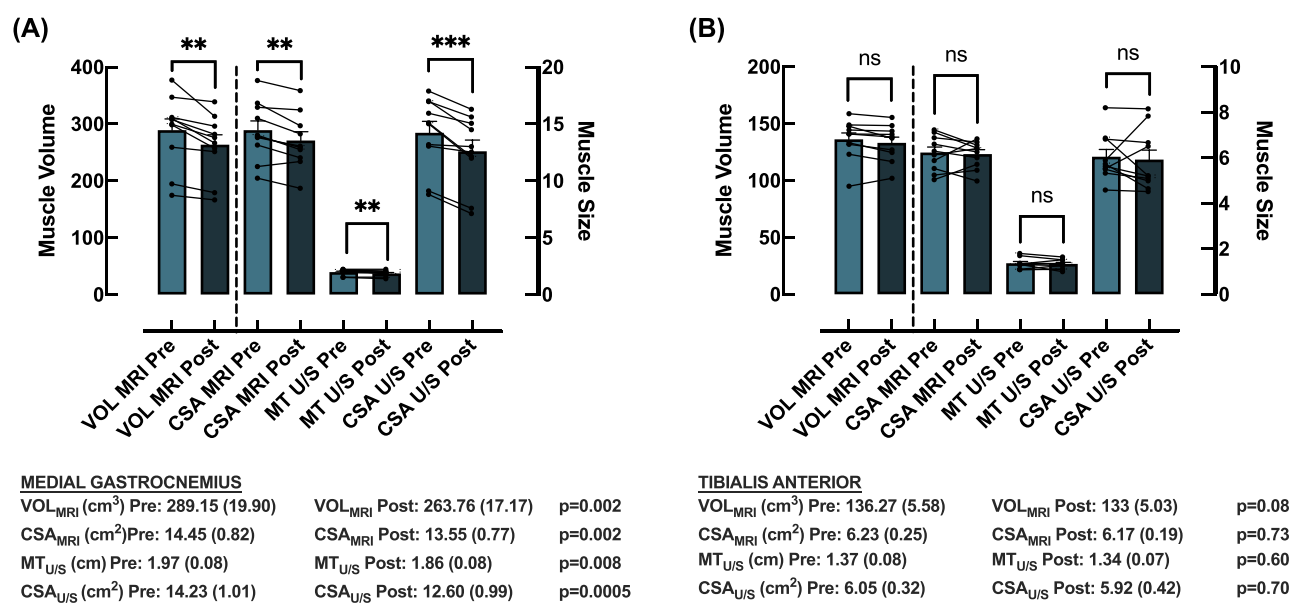 (A)
** ** ***
400 20
300 15
** 
200 10
100 5
0 0
Muscle Volume
Muscle Size
VOL MRI Pre
VOL MRI Post
CSA MRI Pre
CSA MRI Post
MT U/S Pre
MT U/S Post
CSA U/S Pre
CSA U/S Post
MEDIAL GASTROCNEMIUS
VOLMRI (cm3) Pre: 289.15 (19.90) VOLMRI Post: 263.76 (17.17) p=0.002
CSAMRI (cm2)Pre: 14.45 (0.82) CSAMRI Post: 13.55 (0.77) p=0.002
MTU/S (cm) Pre: 1.97 (0.08) MTU/S Post: 1.86 (0.08) p=0.008
CSAU/S (cm2) Pre: 14.23 (1.01) CSAU/S Post: 12.60 (0.99) p=0.0005
(B)
ns ns ns
200 10
8
150
6
100
ns
4
50
2
0 0
Muscle Volume
Muscle Size
VOL MRI Pre
VOL MRI Post
CSA MRI Pre
CSA MRI Post
MT U/S Pre
MT U/S Post
CSA U/S Pre
CSA U/S Post
TIBIALIS ANTERIOR
VOLMRI (cm3) Pre: 136.27 (5.58) VOLMRI Post: 133 (5.03) p=0.08
CSAMRI (cm2) Pre: 6.23 (0.25) CSAMRI Post: 6.17 (0.19) p=0.73
MTU/S (cm) Pre: 1.37 (0.08) MTU/S Post: 1.34 (0.07) p=0.60
CSAU/S (cm2) Pre: 6.05 (0.32) CSAU/S Post: 5.92 (0.42) p=0.70